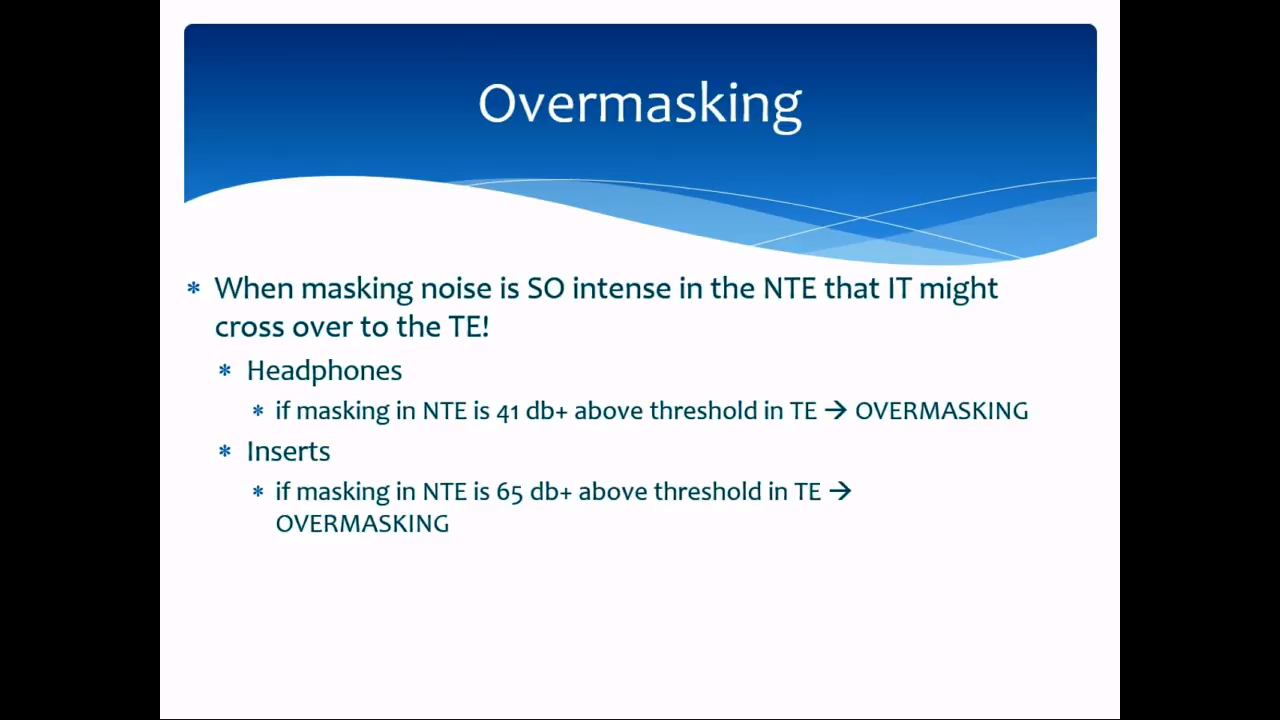 Overmasking
* When masking noise is SO intense in the NTE that IT might
cross over to the TE!
* Headphones
* if masking in NTE is 41 db+ above threshold in TE → OVERMASKING
* Inserts
* if masking in NTE is 65 db+ above threshold in TE →
OVERMASKING